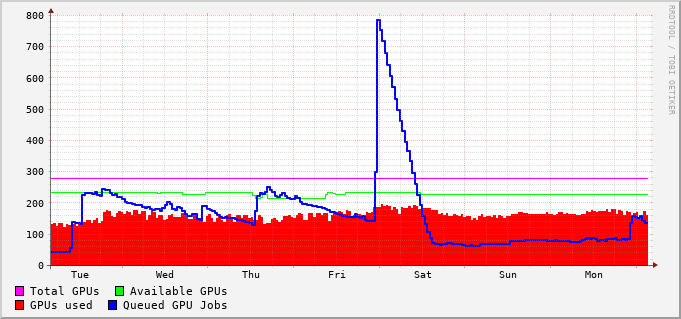 800
700
600
500
400
300
200
100
0
Tue Wed Thu Fri Sat Sun Mon
Total GPUs Available GPUs
GPUs used Queued GPU Jobs
RRDTOOL / TOBI OETIKER